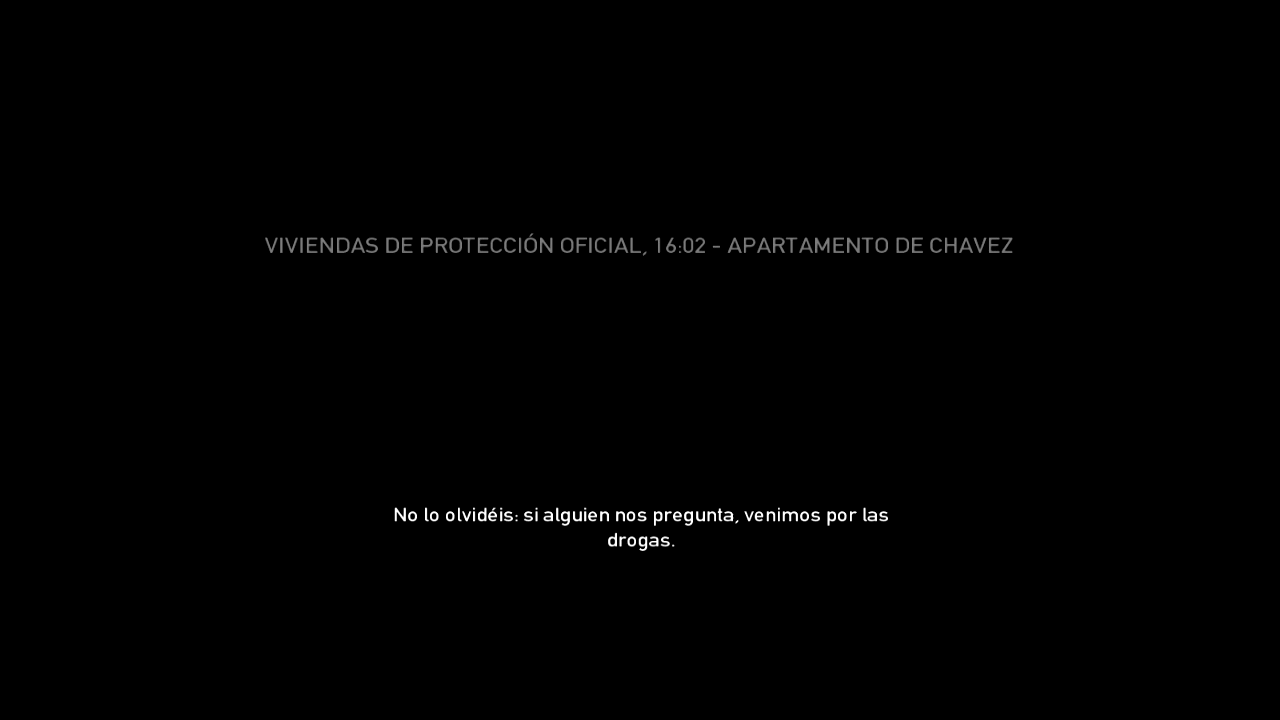 VIVIENDAS DE PROTECCIÓN OFICIAL, 16:02 - APARTAMENTO DE CHAVEZ
No lo olvidéis: si alguien nos pregunta, venimos por las
drogas.